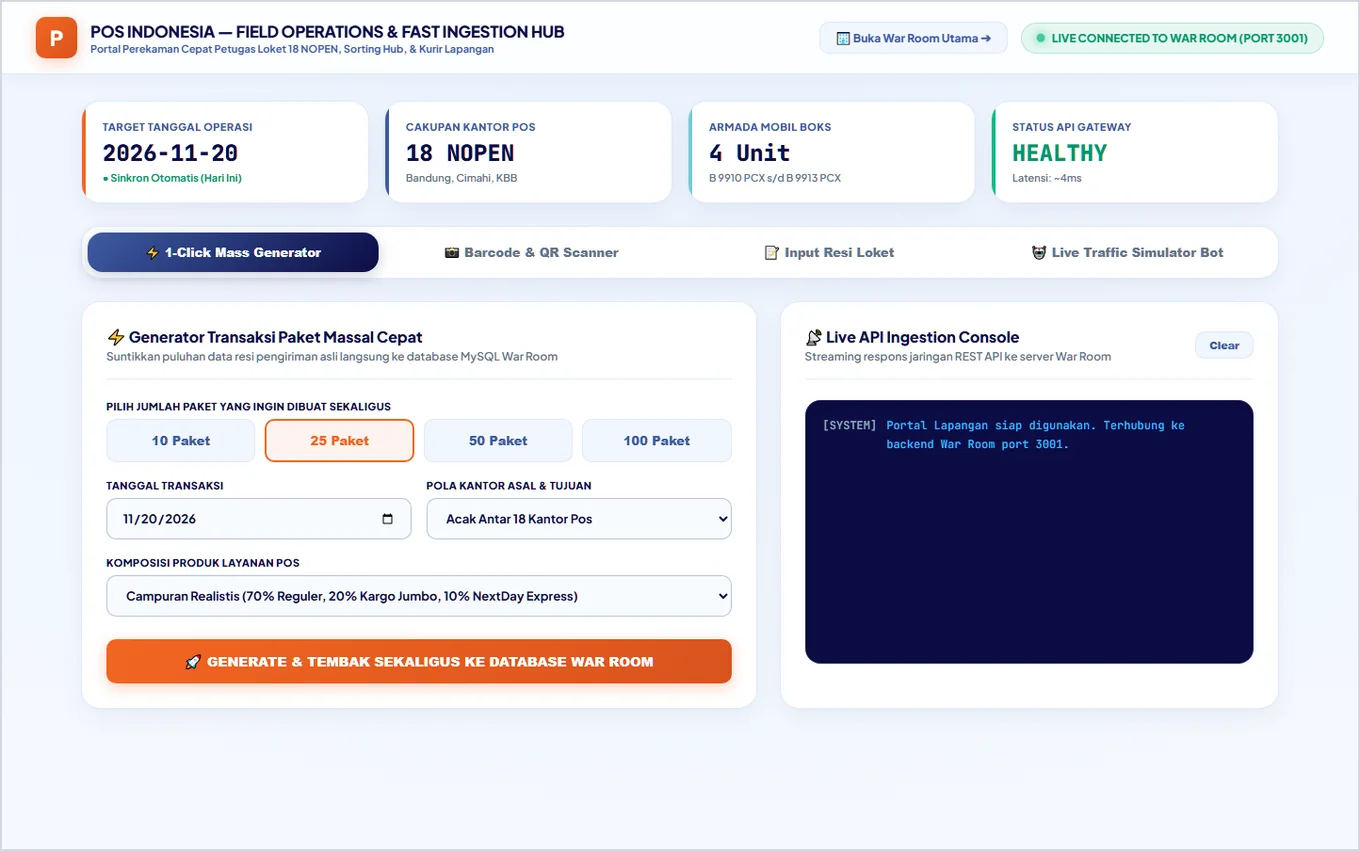 P
POS INDONESIA — FIELD OPERATIONS & FAST INGESTION HUB
Portal Perekaman Cepat Petugas Loket 18 NOPEN, Sorting Hub, & Kurir Lapangan
🏢 Buka War Room Utama ➔
LIVE CONNECTED TO WAR ROOM (PORT 3001)
TARGET TANGGAL OPERASI
2026-11-20
● Sinkron Otomatis (Hari Ini)
CAKUPAN KANTOR POS
18 NOPEN
Bandung, Cimahi, KBB
ARMADA MOBIL BOKS
4 Unit
B 9910 PCX s/d B 9913 PCX
STATUS API GATEWAY
HEALTHY
Latensi: ~4ms
⚡ 1-Click Mass Generator
📸 Barcode & QR Scanner
📝 Input Resi Loket
🤖 Live Traffic Simulator Bot
⚡ Generator Transaksi Paket Massal Cepat
Suntikkan puluhan data resi pengiriman asli langsung ke database MySQL War Room
PILIH JUMLAH PAKET YANG INGIN DIBUAT SEKALIGUS
10 Paket
25 Paket
50 Paket
100 Paket
TANGGAL TRANSAKSI
11/20/2026
POLA KANTOR ASAL & TUJUAN
Acak Antar 18 Kantor Pos
KOMPOSISI PRODUK LAYANAN POS
Campuran Realistis (70% Reguler, 20% Kargo Jumbo, 10% NextDay Express)
🚀 GENERATE & TEMBAK SEKALIGUS KE DATABASE WAR ROOM
📡 Live API Ingestion Console
Streaming respons jaringan REST API ke server War Room
Clear
[SYSTEM] Portal Lapangan siap digunakan. Terhubung ke
backend War Room port 3001.